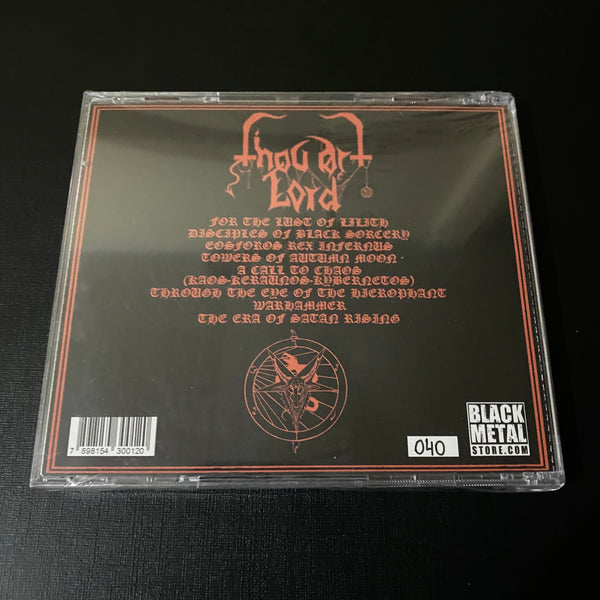 Thou Art
Lord
FOR THE LUST OF LILITH
DISCIPLES OF BLACK SORCERY
EOSFOROS REX INFERNUS
TOWERS OF AUTUMN MOON
A CALL TO CHAOS
(KAOS-KERAUNOS-KYBERNETOS)
THROUGH THE EYE OF THE HIEROPHANT
WARHAMMER
THE ERA OF SATAN RISING
7 898154 300120
040
BLACK
METAL
STORE.COM